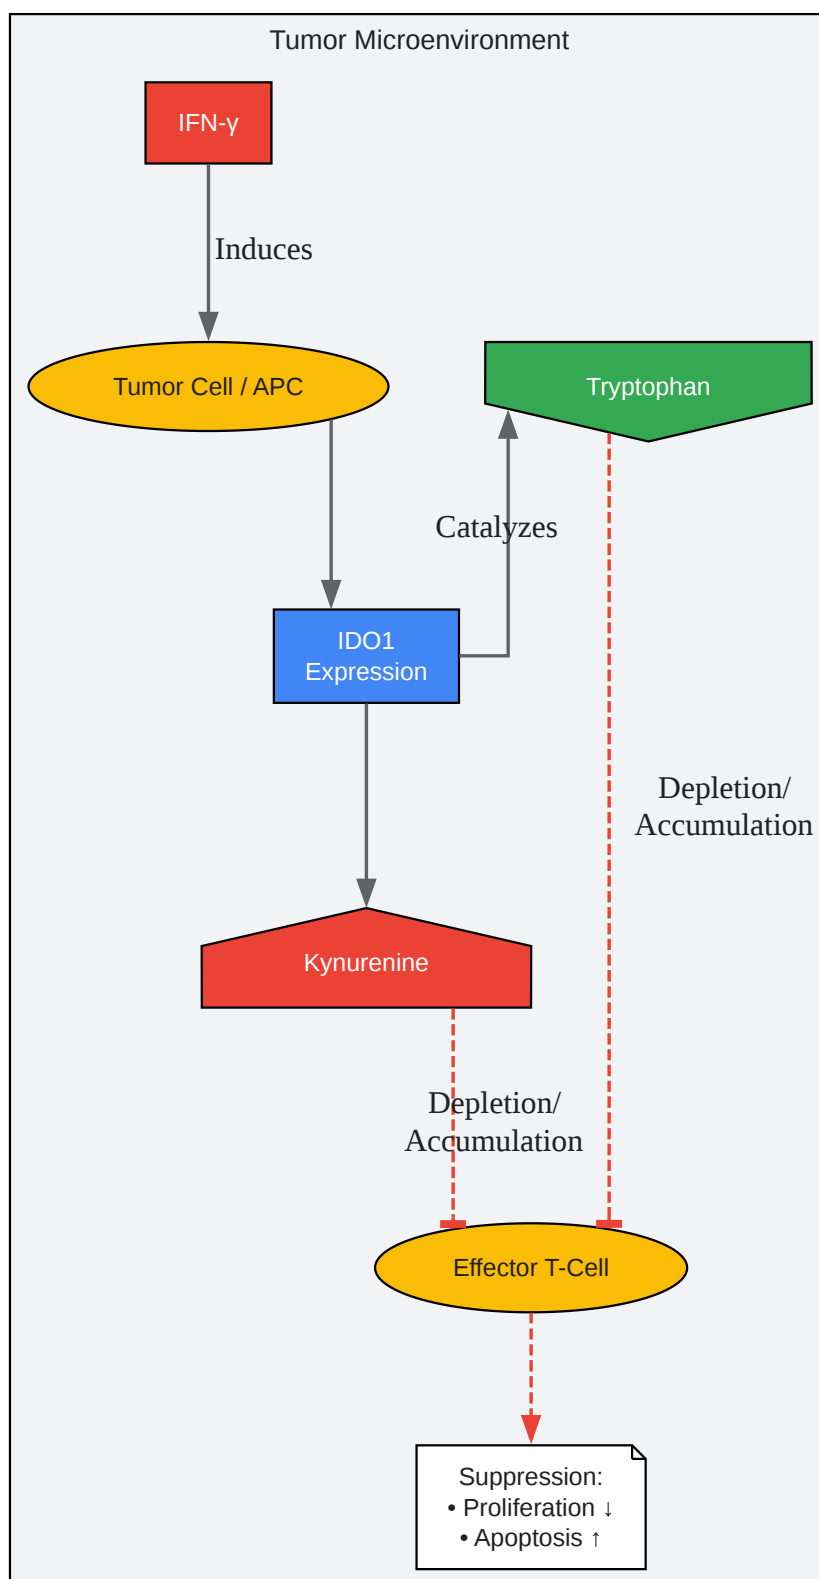 Tumor Microenvironment
IFN-γ
Induces
Tumor Cell / APC
Tryptophan
Catalyzes
IDO1
Expression
Depletion/
Accumulation
Kynurenine
Depletion/
Accumulation
Effector T-Cell
Suppression:
• Proliferation ↓
• Apoptosis ↑